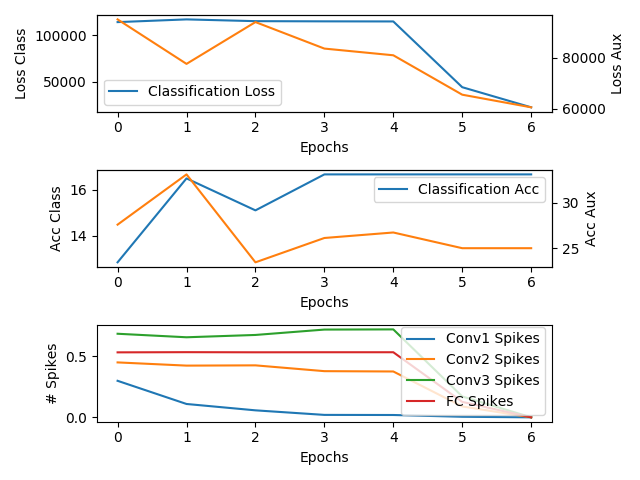 100000
50000
Loss Class
Classification Loss
80000
60000
Loss Aux
0 1 2 3 4 5 6
Epochs
16
14
Acc Class
Classification Acc
30
25
Acc Aux
0 1 2 3 4 5 6
Epochs
0.5
0.0
# Spikes
Conv1 Spikes
Conv2 Spikes
Conv3 Spikes
FC Spikes
0 1 2 3 4 5 6
Epochs